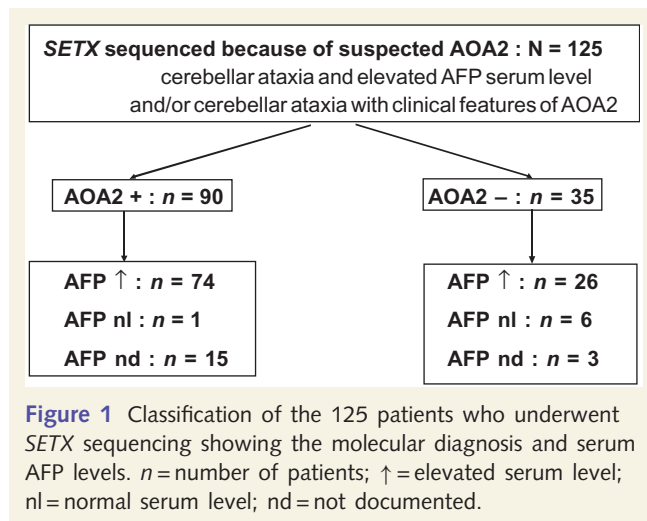 SETX sequenced because of suspected AOA2 : N = 125
cerebellar ataxia and elevated AFP serum level
and/or cerebellar ataxia with clinical features of AOA2
AOA2 + : n = 90
AOA2 – : n = 35
AFP ↑ : n = 74
AFP nl : n = 1
AFP nd : n = 15
AFP ↑ : n = 26
AFP nl : n = 6
AFP nd : n = 3
Figure 1 Classification of the 125 patients who underwent
SETX sequencing showing the molecular diagnosis and serum
AFP levels. n = number of patients; ↑ = elevated serum level;
nl = normal serum level; nd = not documented.